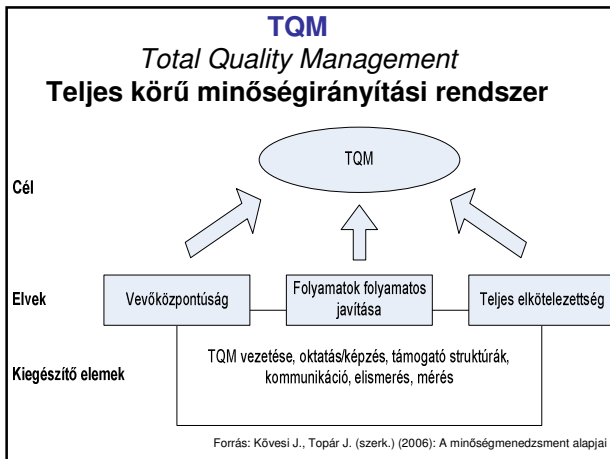 TQM
Total Quality Management
Teljes körű minőségirányítási rendszer
Cél
TQM
Elvek
Vevőközpontúság
Folyamatok folyamatos
javítása
Teljes elkötelezettség
Kiegészítő elemek
TQM vezetése, oktatás/képzés, támogató struktúrák,
kommunikáció, elismerés, mérés
Forrás: Kövesi J., Topár J. (szerk.) (2006): A minőségmenedzsment alapjai